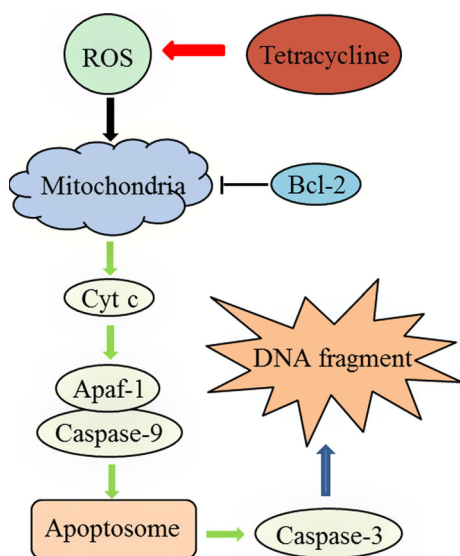 ROS
Tetracycline
Mitochondria
Bcl-2
Cyt c
DNA fragment
Apaf-1
Caspase-9
Apoptosome
Caspase-3